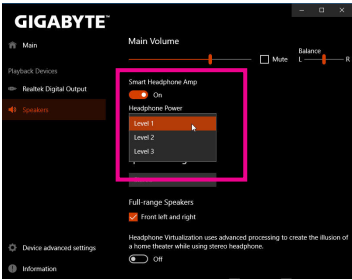 GIGABYTE™
Main
Main Volume
Mute
Balance
L
R
Playback Devices
Realtek Digital Output
Speakers
Smart Headphone Amp
On
Headphone Power
Level 1
Level 2
Level 3
Full-range Speakers
Front left and right
Headphone Virtualization uses advanced processing to create the illusion of
a home theater while using stereo headphone.
Off
Device advanced settings
Information